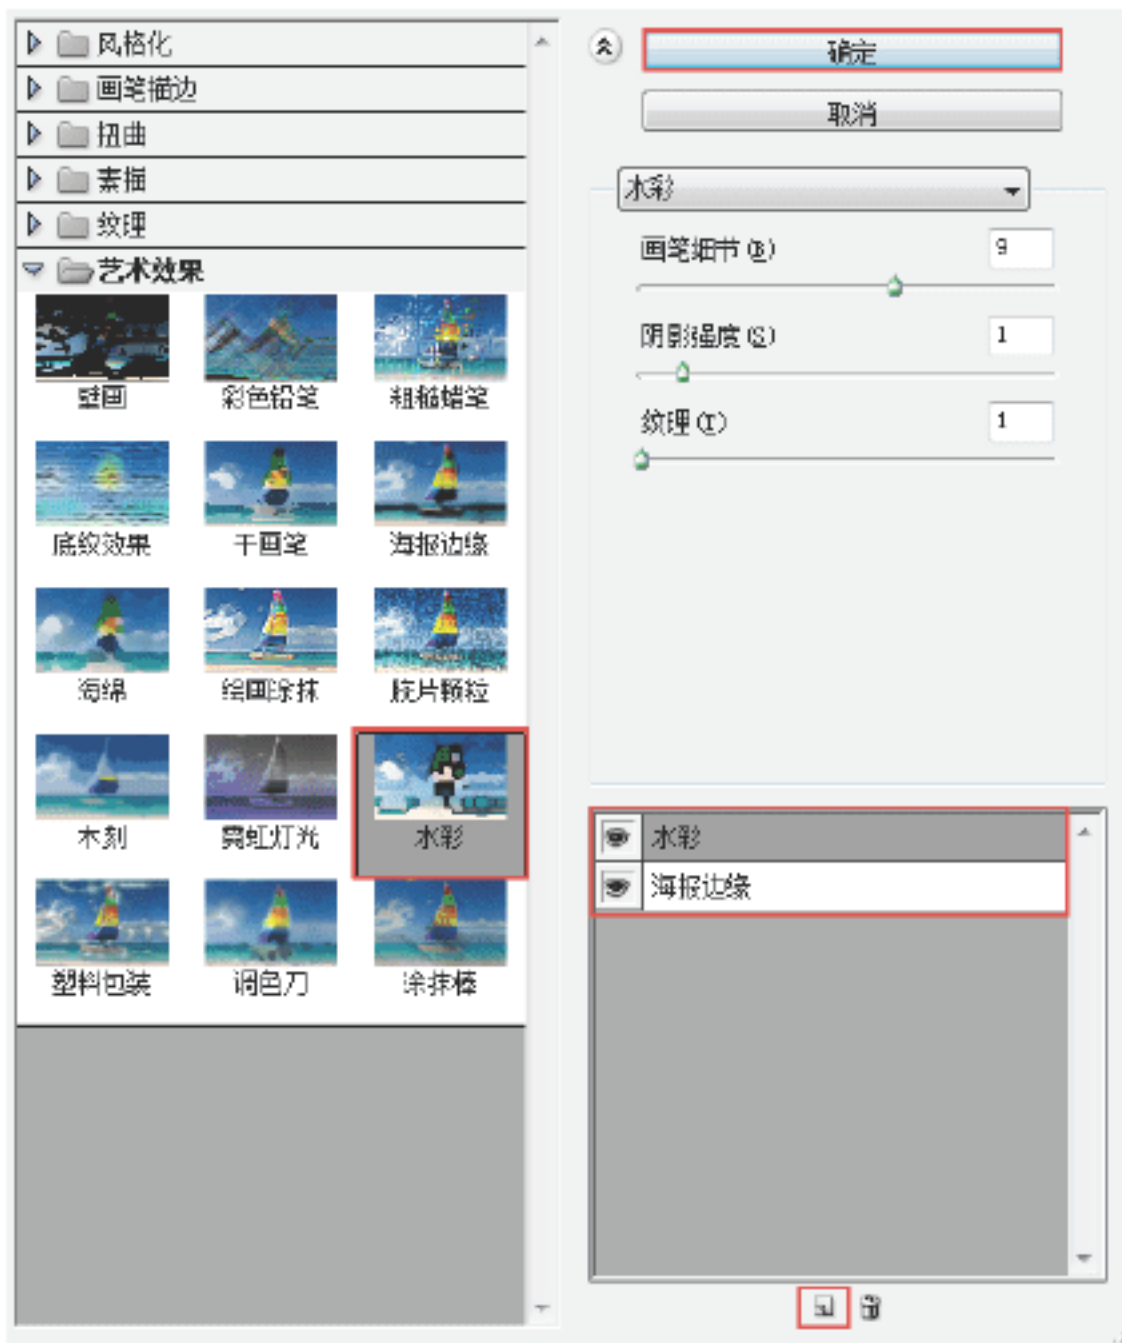 风格化
画笔描边
扭曲
素描
纹理
艺术效果
壁画 彩色铅笔 粗糙蜡笔
底纹效果 干画笔 海报边缘
海绵 绘画涂抹 胶片颗粒
木刻 霓虹灯光 水彩
塑料包装 调色刀 涂抹棒
确定
取消
水彩
画笔细节(B) 9
阴影强度(S) 1
纹理(T) 1
水彩
海报边缘